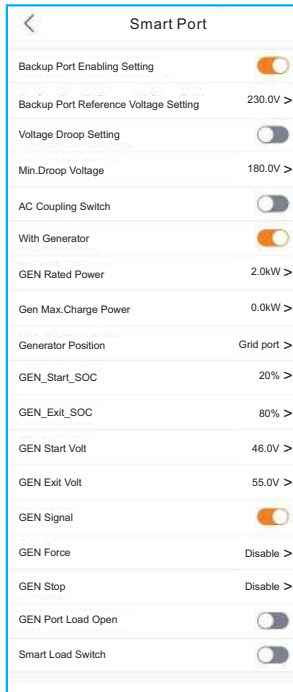 Smart Port
Backup Port Enabling Setting
Backup Port Reference Voltage Setting 230.0V >
Voltage Droop Setting
Min.Droop Voltage 180.0V >
AC Coupling Switch
With Generator
GEN Rated Power 2.0kW >
Gen Max.Charge Power 0.0kW >
Generator Position Grid port >
GEN_Start_SOC 20% >
GEN_Exit_SOC 80% >
GEN Start Volt 46.0V >
GEN Exit Volt 55.0V >
GEN Signal
GEN Force Disable >
GEN Stop Disable >
GEN Port Load Open
Smart Load Switch